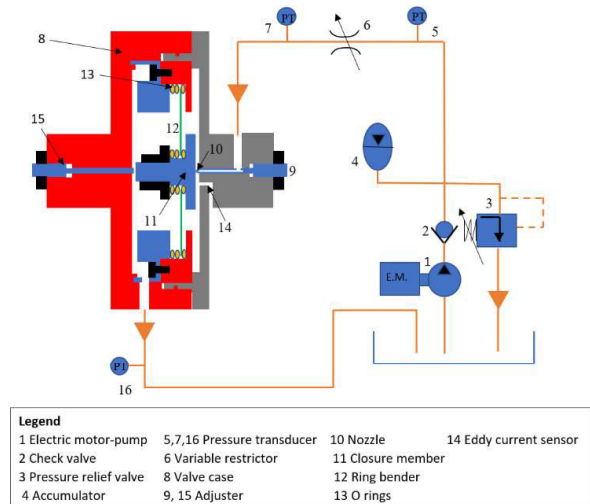 PT
PT
7
6
5
8
13
15
12
10
9
4
3
14
2
11
1
E.M.
PT
16
Legend
1 Electric motor-pump 5,7,16 Pressure transducer 10 Nozzle 14 Eddy current sensor
2 Check valve 6 Variable restrictor 11 Closure member
3 Pressure relief valve 8 Valve case 12 Ring bender
4 Accumulator 9, 15 Adjuster 13 O rings